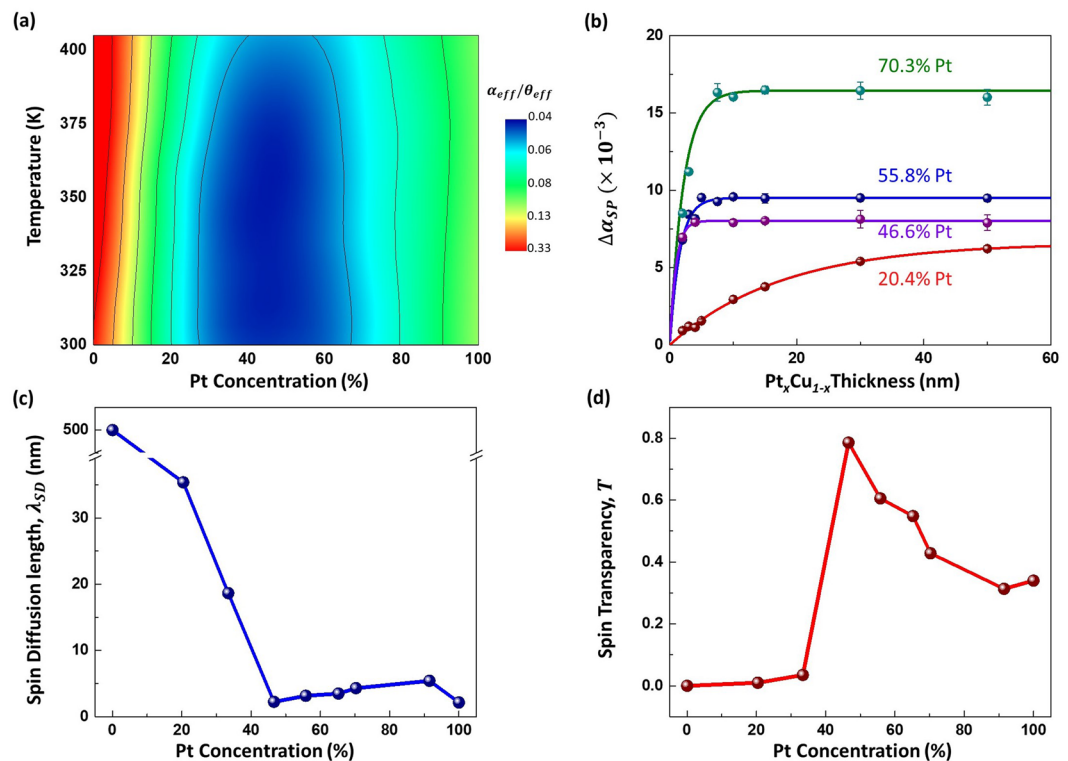 (a)
Temperature (K)
400
375
350
325
300
0
20
40
60
80
100
Pt Concentration (%)
α_eff/θ_eff
0.04
0.06
0.08
0.13
0.33
(b)
Δα_SP (× 10⁻³)
20
15
10
5
0
0
20
40
60
70.3% Pt
55.8% Pt
46.6% Pt
20.4% Pt
PtₓCu₁₋ₓThickness (nm)
(c)
Spin Diffusion length, λ_SD (nm)
500
30
20
10
0
0
20
40
60
80
100
Pt Concentration (%)
(d)
Spin Transparency, T
0.8
0.6
0.4
0.2
0.0
0
20
40
60
80
100
Pt Concentration (%)